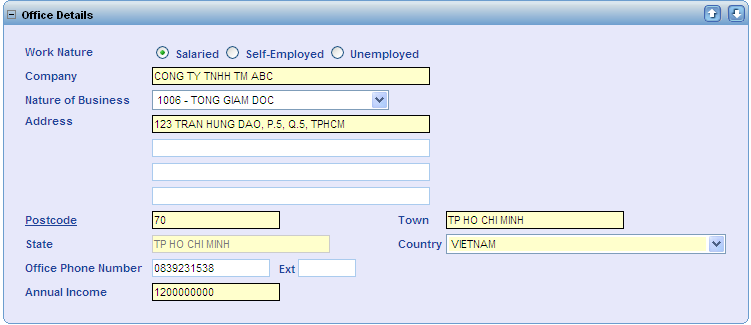 Office Details
Work Nature Salaried Self-Employed Unemployed
Company CONG TY TNHH TM ABC
Nature of Business 1006 - TONG GIAM DOC
Address 123 TRAN HUNG DAO, P.5, Q.5, TPHCM
Postcode 70 Town TP HO CHI MINH
State TP HO CHI MINH Country VIETNAM
Office Phone Number 0839231538 Ext
Annual Income 1200000000